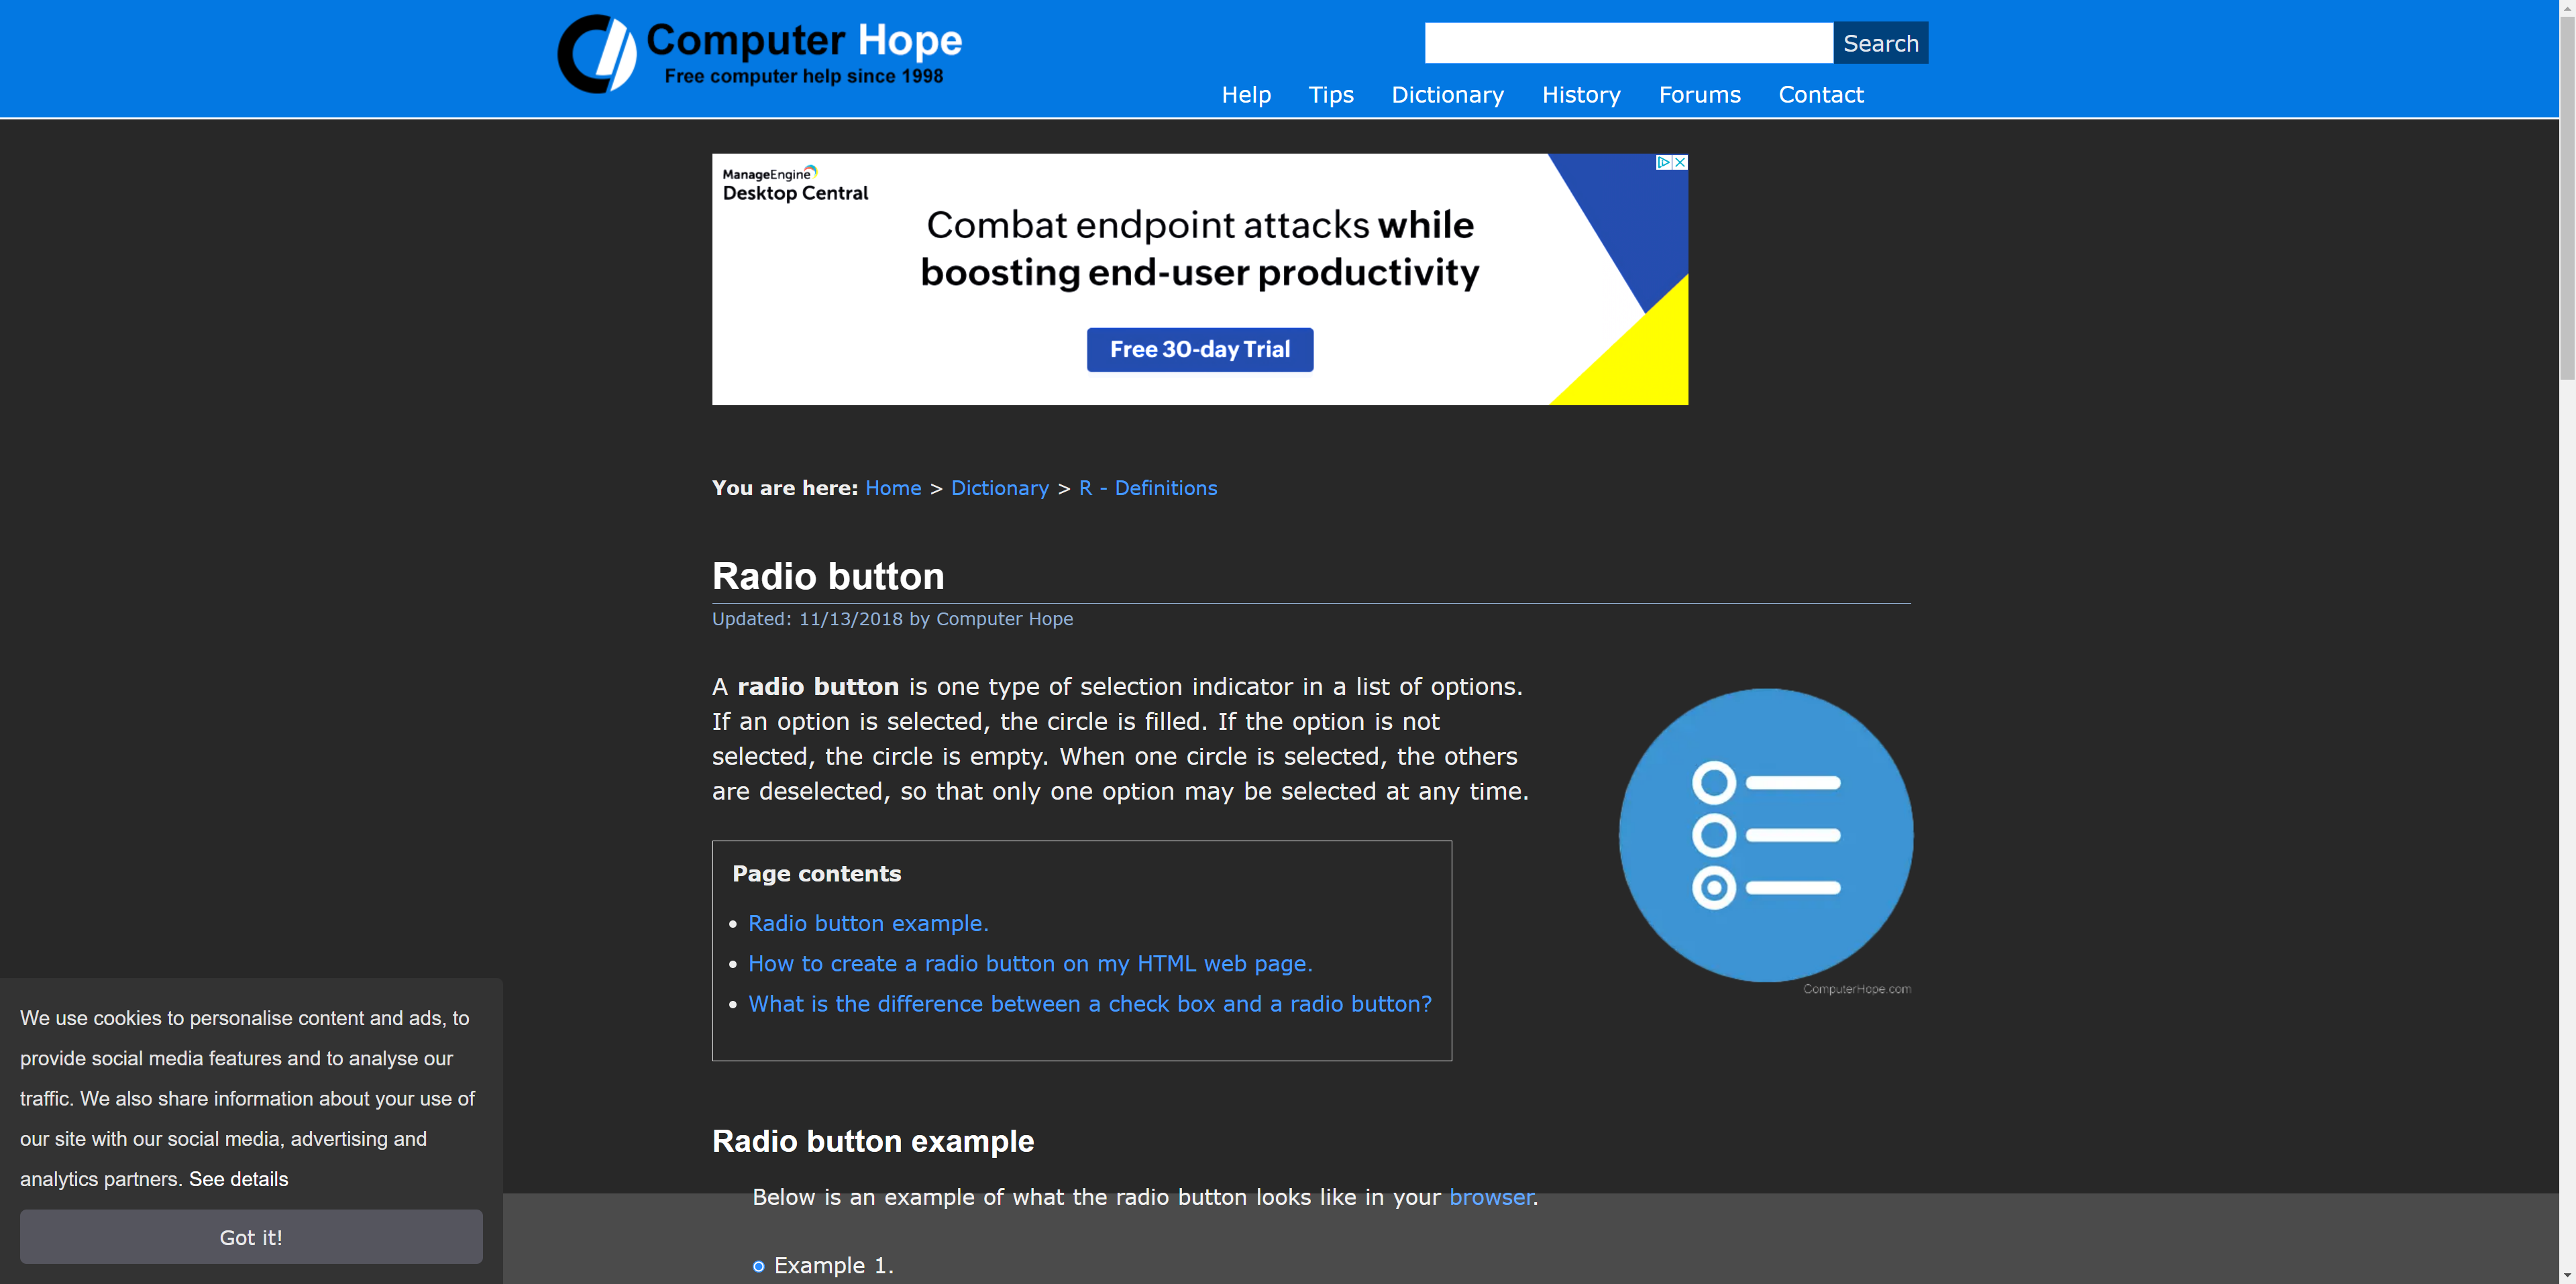 Computer Hope
Free computer help since 1998
Search
Help Tips Dictionary History Forums Contact
ManageEngine
Desktop Central
Combat endpoint attacks while
boosting end-user productivity
Free 30-day Trial
You are here: Home > Dictionary > R - Definitions
Radio button
Updated: 11/13/2018 by Computer Hope
A radio button is one type of selection indicator in a list of options.
If an option is selected, the circle is filled. If the option is not
selected, the circle is empty. When one circle is selected, the others
are deselected, so that only one option may be selected at any time.
ComputerHope.com
Page contents
• Radio button example.
• How to create a radio button on my HTML web page.
• What is the difference between a check box and a radio button?
Radio button example
Below is an example of what the radio button looks like in your browser.
Example 1.
We use cookies to personalise content and ads, to
provide social media features and to analyse our
traffic. We also share information about your use of
our site with our social media, advertising and
analytics partners. See details
Got it!